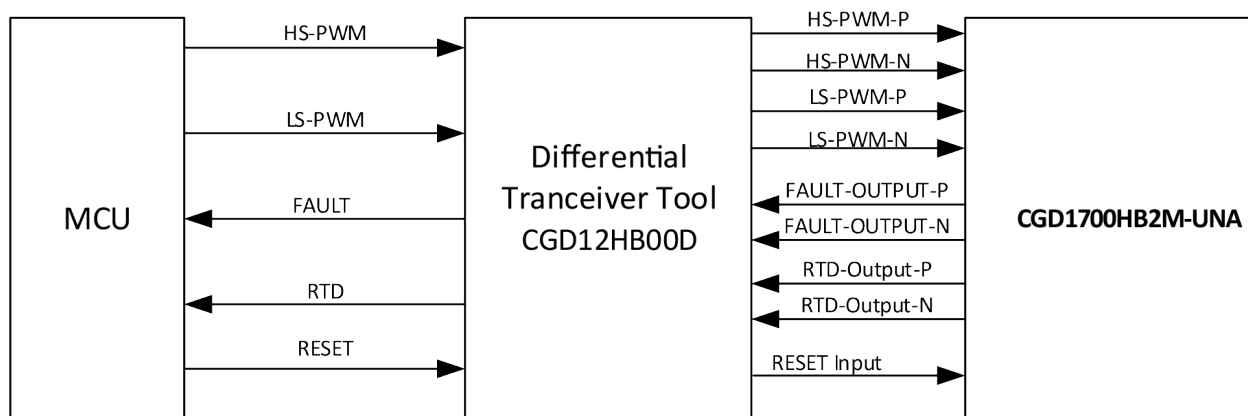 MCU
HS-PWM
LS-PWM
FAULT
RTD
RESET
Differential
Tranceiver Tool
CGD12HB00D
HS-PWM-P
HS-PWM-N
LS-PWM-P
LS-PWM-N
FAULT-OUTPUT-P
FAULT-OUTPUT-N
RTD-Output-P
RTD-Output-N
RESET Input
CGD1700HB2M-UNA